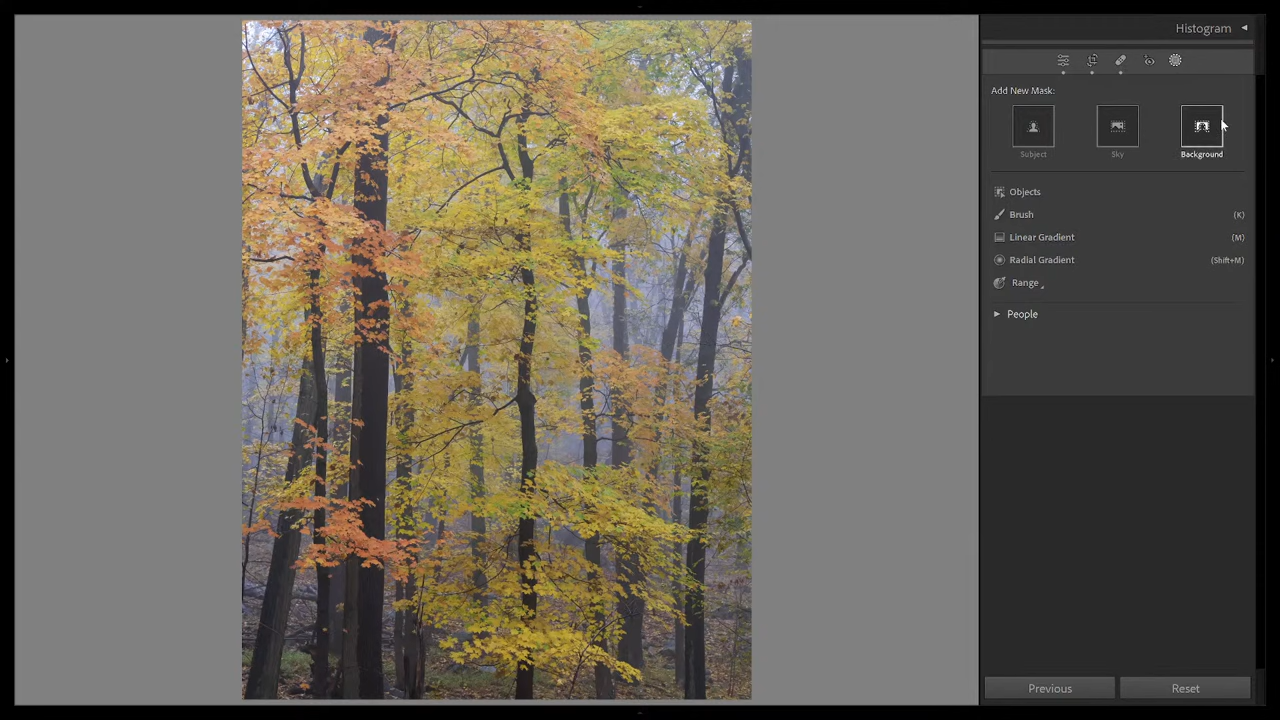 Histogram
Add New Mask:
Subject Sky Background
Objects
Brush (K)
Linear Gradient (M)
Radial Gradient (Shift+M)
Range
People
Previous Reset